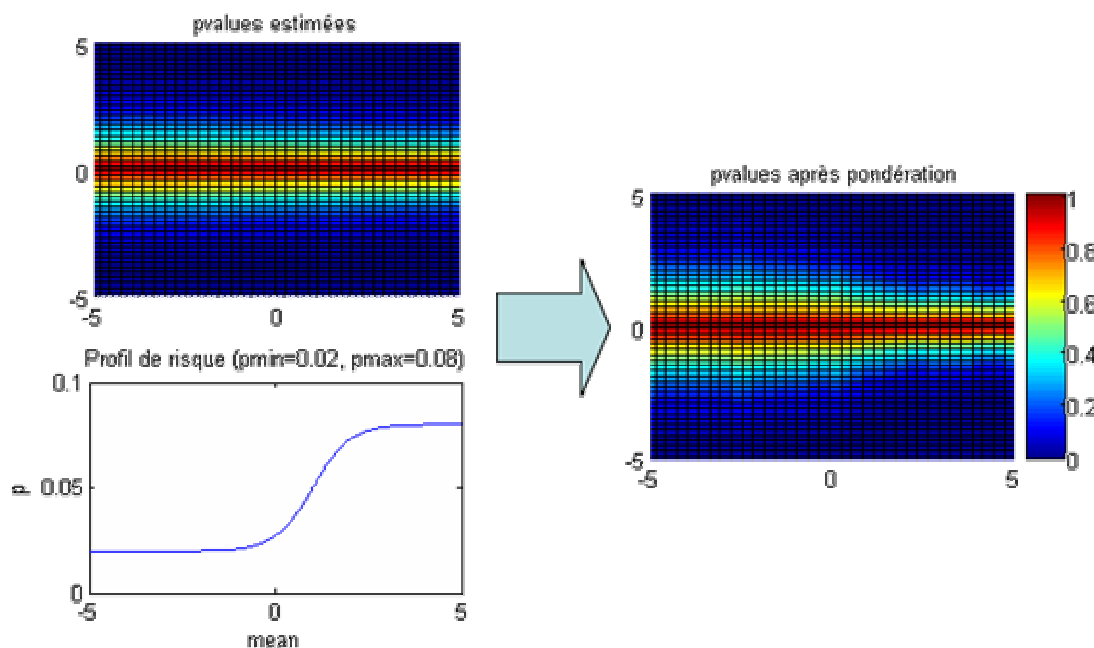 pvalues estimées
5
0
-5
-5 0 5
Profil de risque (pmin=0.02, pmax=0.08)
0.1
0.05
0
p
-5 0 5
mean
pvalues après pondération
5
0
-5
-5 0 5
1
0.8
0.6
0.4
0.2
0